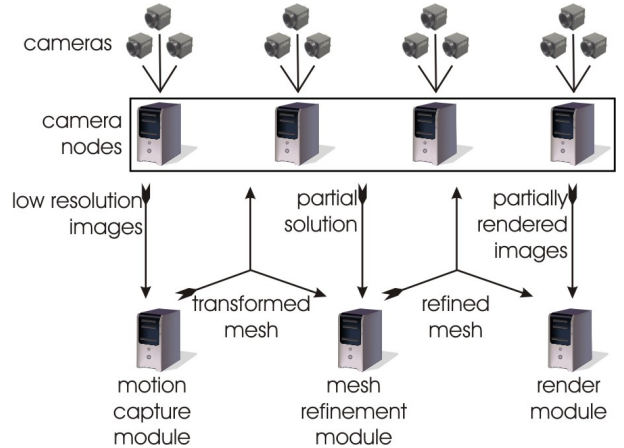 cameras
camera
nodes
low resolution
images
partial
solution
partially
rendered
images
transformed
mesh
refined
mesh
motion
capture
module
mesh
refinement
module
render
module